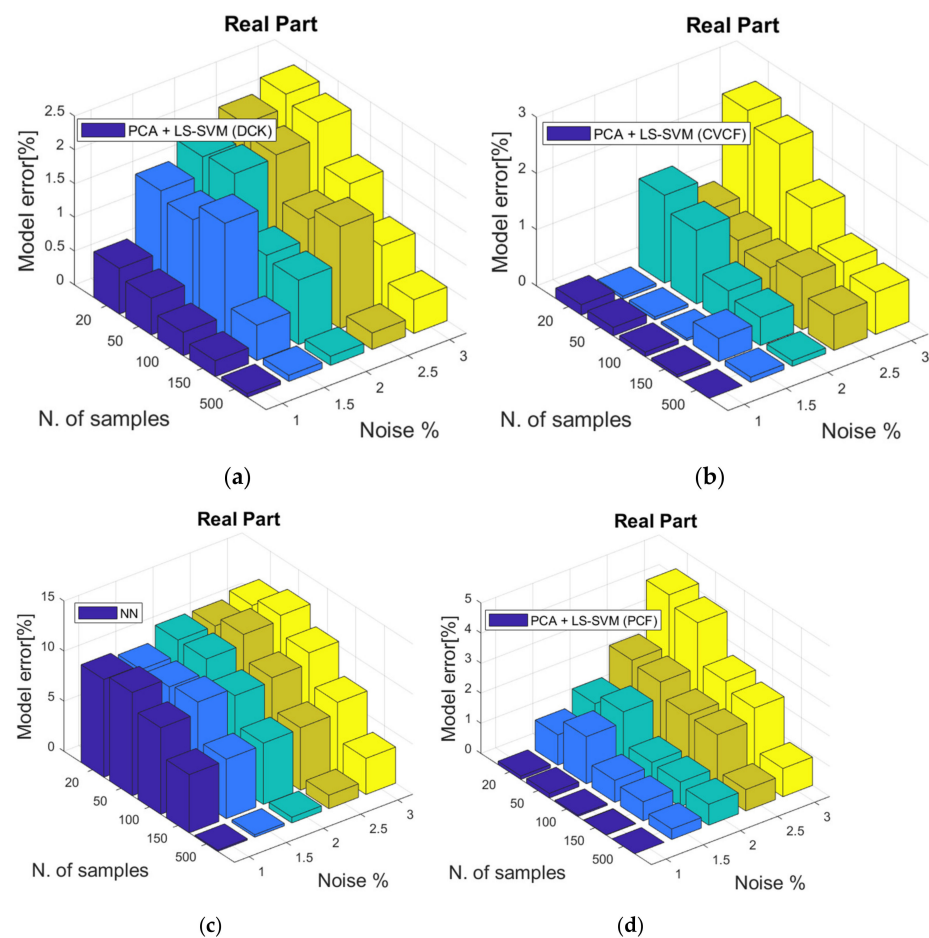 Real Part
Model error[%]
2.5
2
1.5
1
0.5
0
PCA + LS-SVM (DCK)
20
50
100
150
500
N. of samples
1
1.5
2
2.5
3
Noise %
(a)
Real Part
Model error[%]
3
2
1
0
PCA + LS-SVM (CVCF)
20
50
100
150
500
N. of samples
1
1.5
2
2.5
3
Noise %
(b)
Real Part
Model error[%]
15
10
5
0
NN
20
50
100
150
500
N. of samples
1
1.5
2
2.5
3
Noise %
(c)
Real Part
Model error[%]
5
4
3
2
1
0
PCA + LS-SVM (PCF)
20
50
100
150
500
N. of samples
1
1.5
2
2.5
3
Noise %
(d)